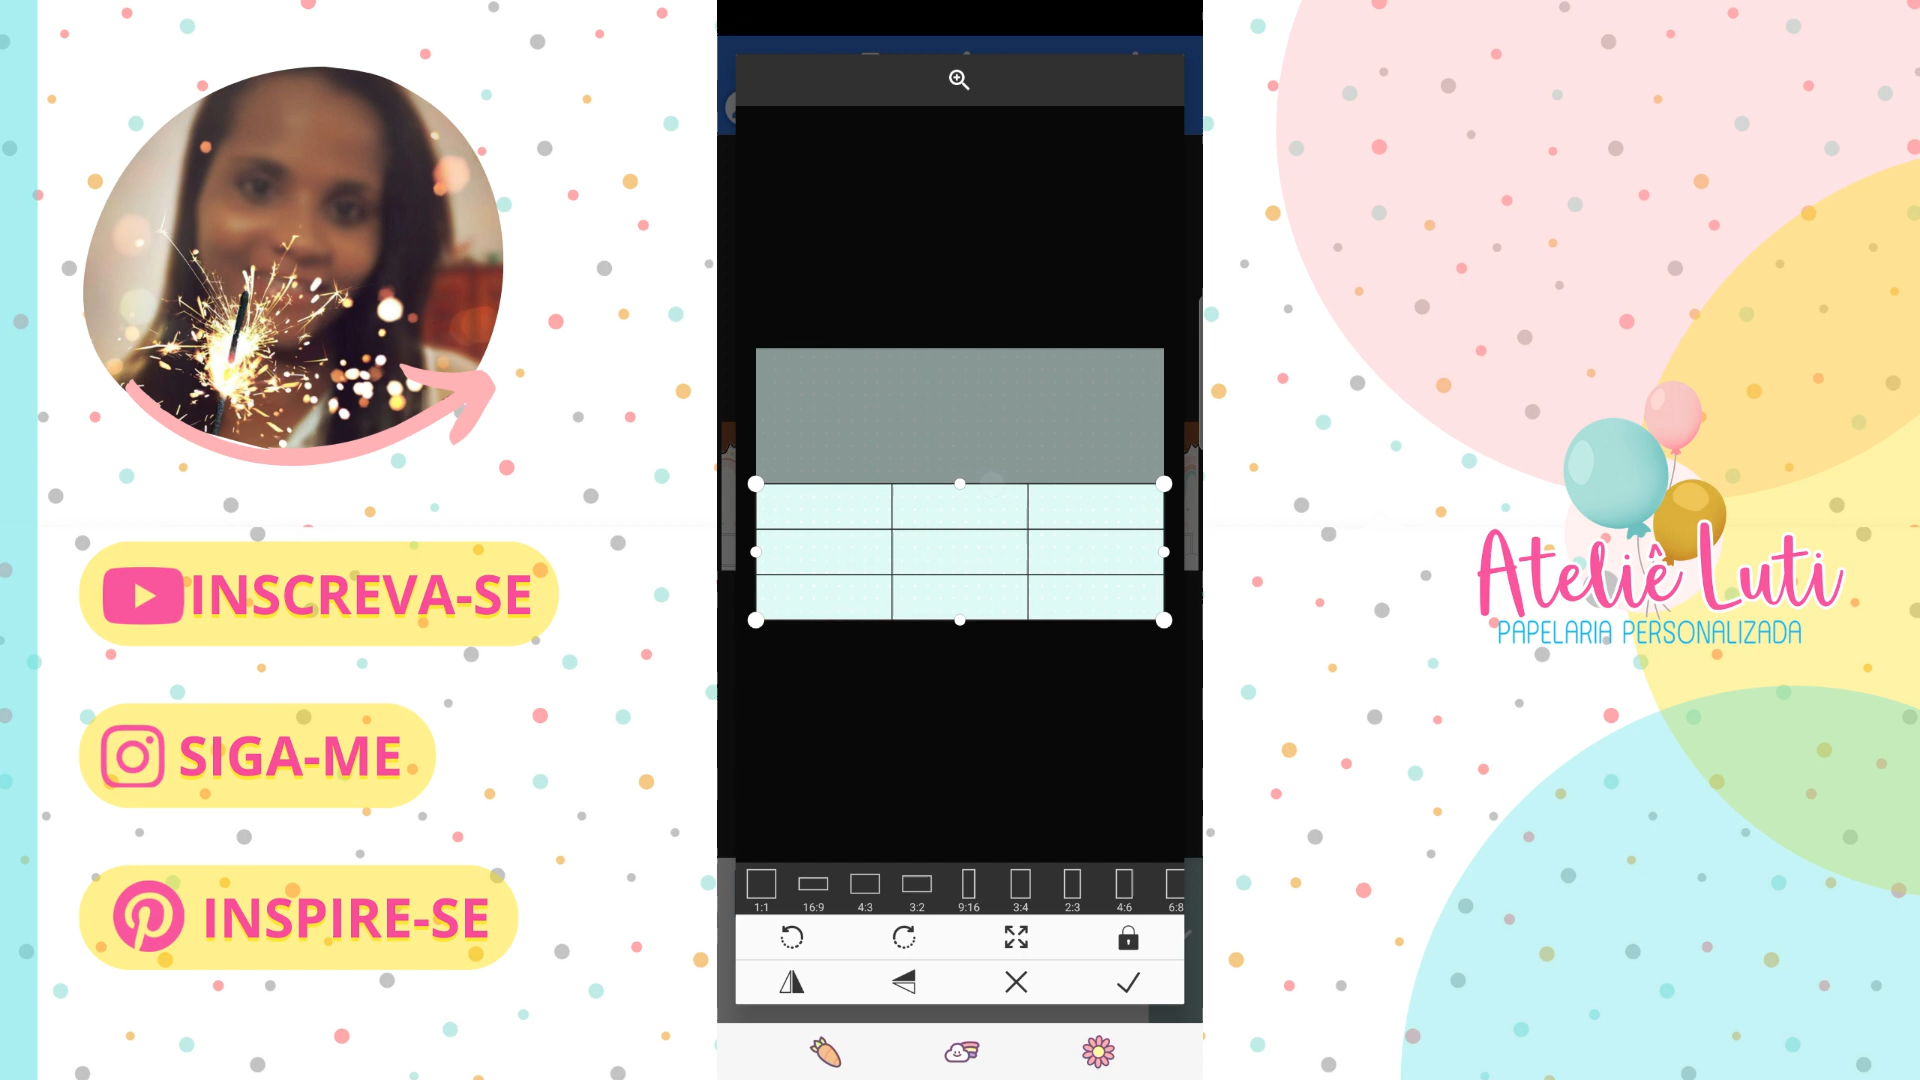 INSCREVA-SE
SIGA-ME
INSPIRE-SE
1:1 16:9 4:3 3:2 9:16 3:4 2:3 4:6 6:8
Ateliê Luti
PAPELARIA PERSONALIZADA